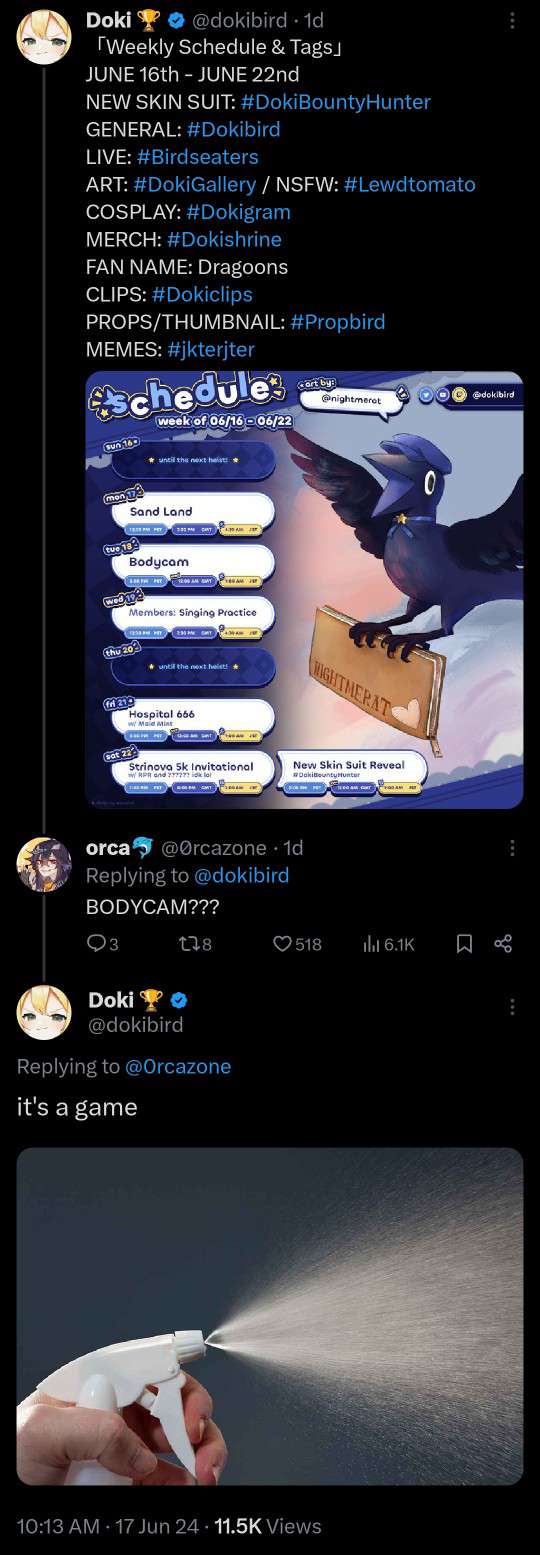 Doki 🏆 @dokibird · 1d
「Weekly Schedule & Tags」
JUNE 16th - JUNE 22nd
NEW SKIN SUIT: #DokiBountyHunter
GENERAL: #Dokibird
LIVE: #Birdseaters
ART: #DokiGallery / NSFW: #Lewdtomato
COSPLAY: #Dokigram
MERCH: #Dokishrine
FAN NAME: Dragoons
CLIPS: #Dokiclips
PROPS/THUMBNAIL: #Propbird
MEMES: #jkterjter
schedule
week of 06/16 - 06/22
art by:
@nightmerat
@dokibird
sun 16
until the next heist!
mon 17
Sand Land
tue 18
Bodycam
wed 19
Members: Singing Practice
thu 20
until the next heist!
fri 21
Hospital 666
w/ Maid Mint
sat 22
Strinova 5k Invitational
w/ RPR and ?????? idk lol
New Skin Suit Reveal
#DokiBountyHunter
NIGHTMERAT
orca🐬 @0rcazone · 1d
Replying to @dokibird
BODYCAM???
3 8 518 6.1K
Doki 🏆
@dokibird
Replying to @0rcazone
it's a game
10:13 AM · 17 Jun 24 · 11.5K Views